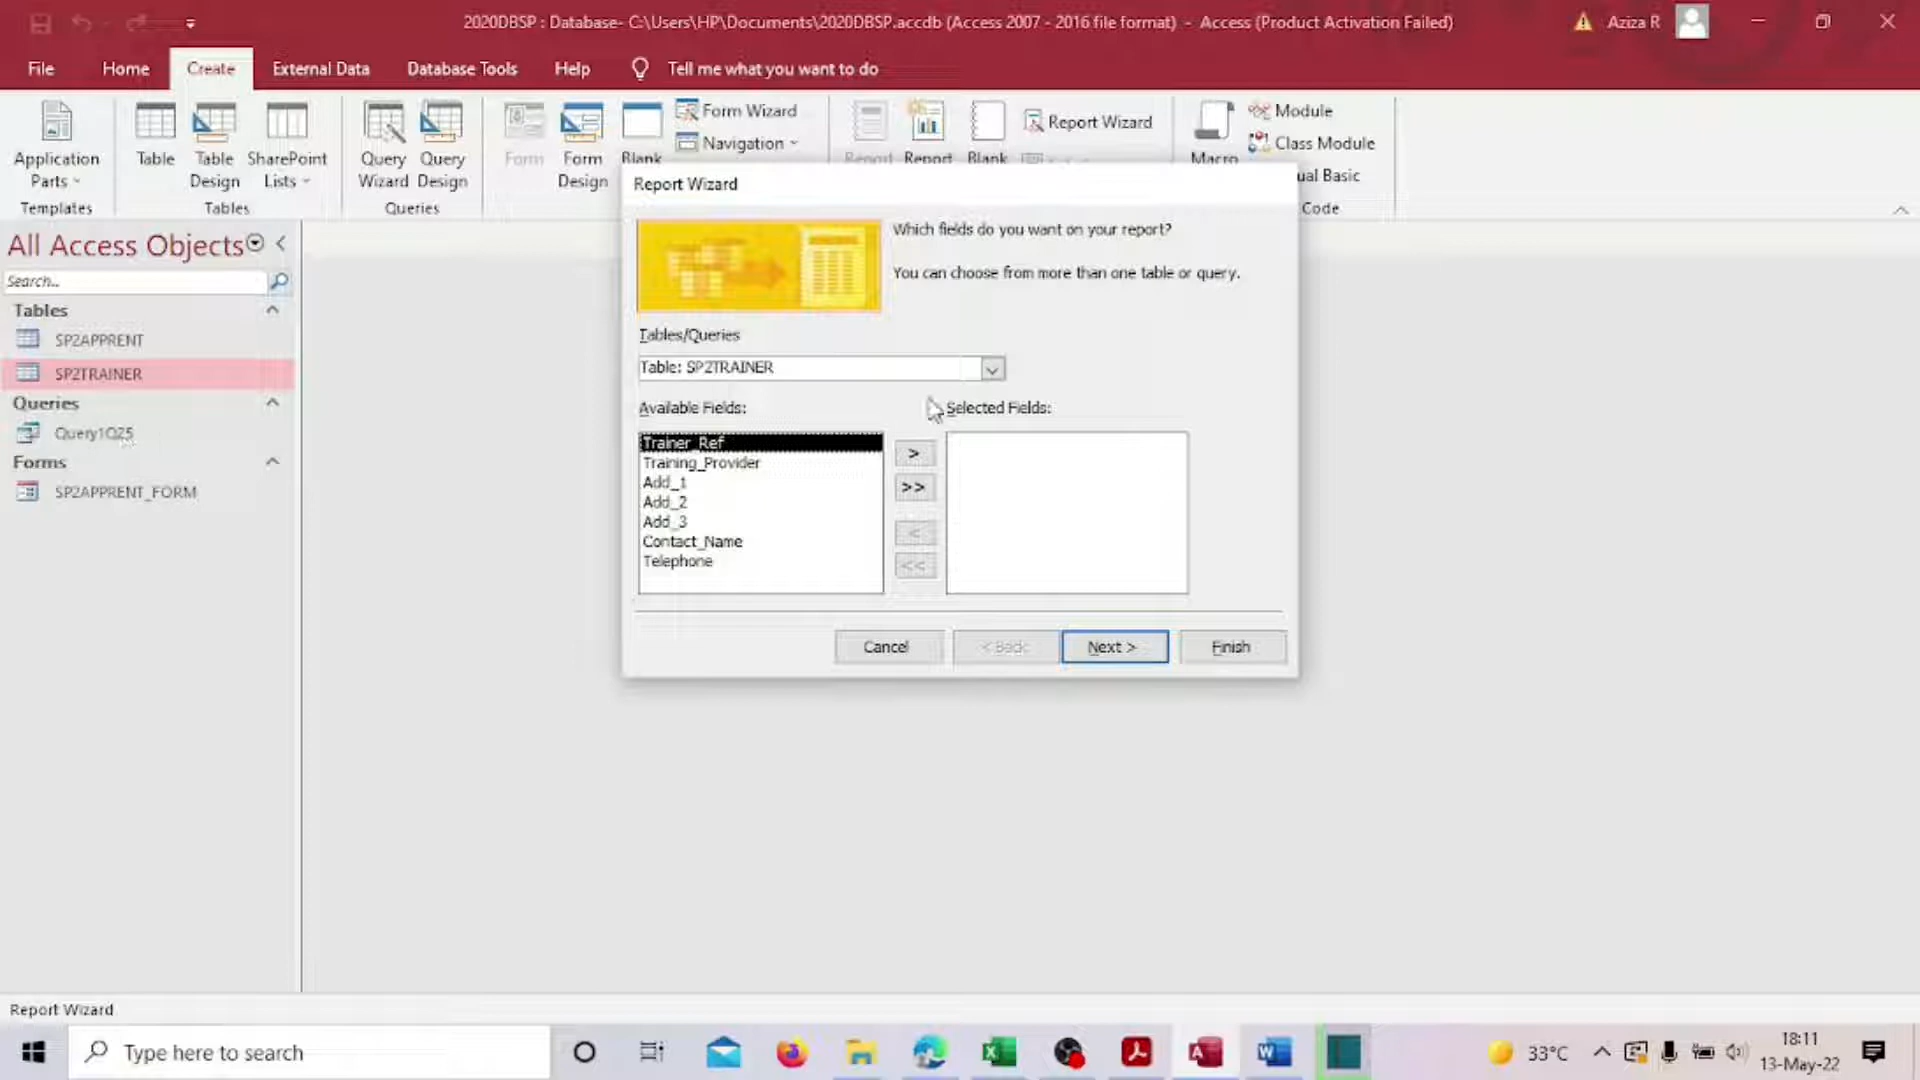 2020DBSP : Database- C:\Users\HP\Documents\2020DBSP.accdb (Access 2007 - 2016 file format) - Access (Product Activation Failed)
Aziza R
File Home Create External Data Database Tools Help Tell me what you want to do
Application Parts
Templates
Table
Table Design
SharePoint Lists
Tables
Query Wizard
Query Design
Queries
Form
Form Design
Blank
Form Wizard
Navigation
Report
Report
Blank
Report Wizard
Macro
Module
Class Module
ual Basic
Code
All Access Objects
Search...
Tables
SP2APPRENT
SP2TRAINER
Queries
Query1Q25
Forms
SP2APPRENT_FORM
Report Wizard
Which fields do you want on your report?
You can choose from more than one table or query.
Tables/Queries
Table: SP2TRAINER
Available Fields:
Selected Fields:
Trainer_Ref
Training_Provider
Add_1
Add_2
Add_3
Contact_Name
Telephone
>
>>
<
<<
Cancel
< Back
Next >
Finish
Report Wizard
Type here to search
33°C
18:11
13-May-22